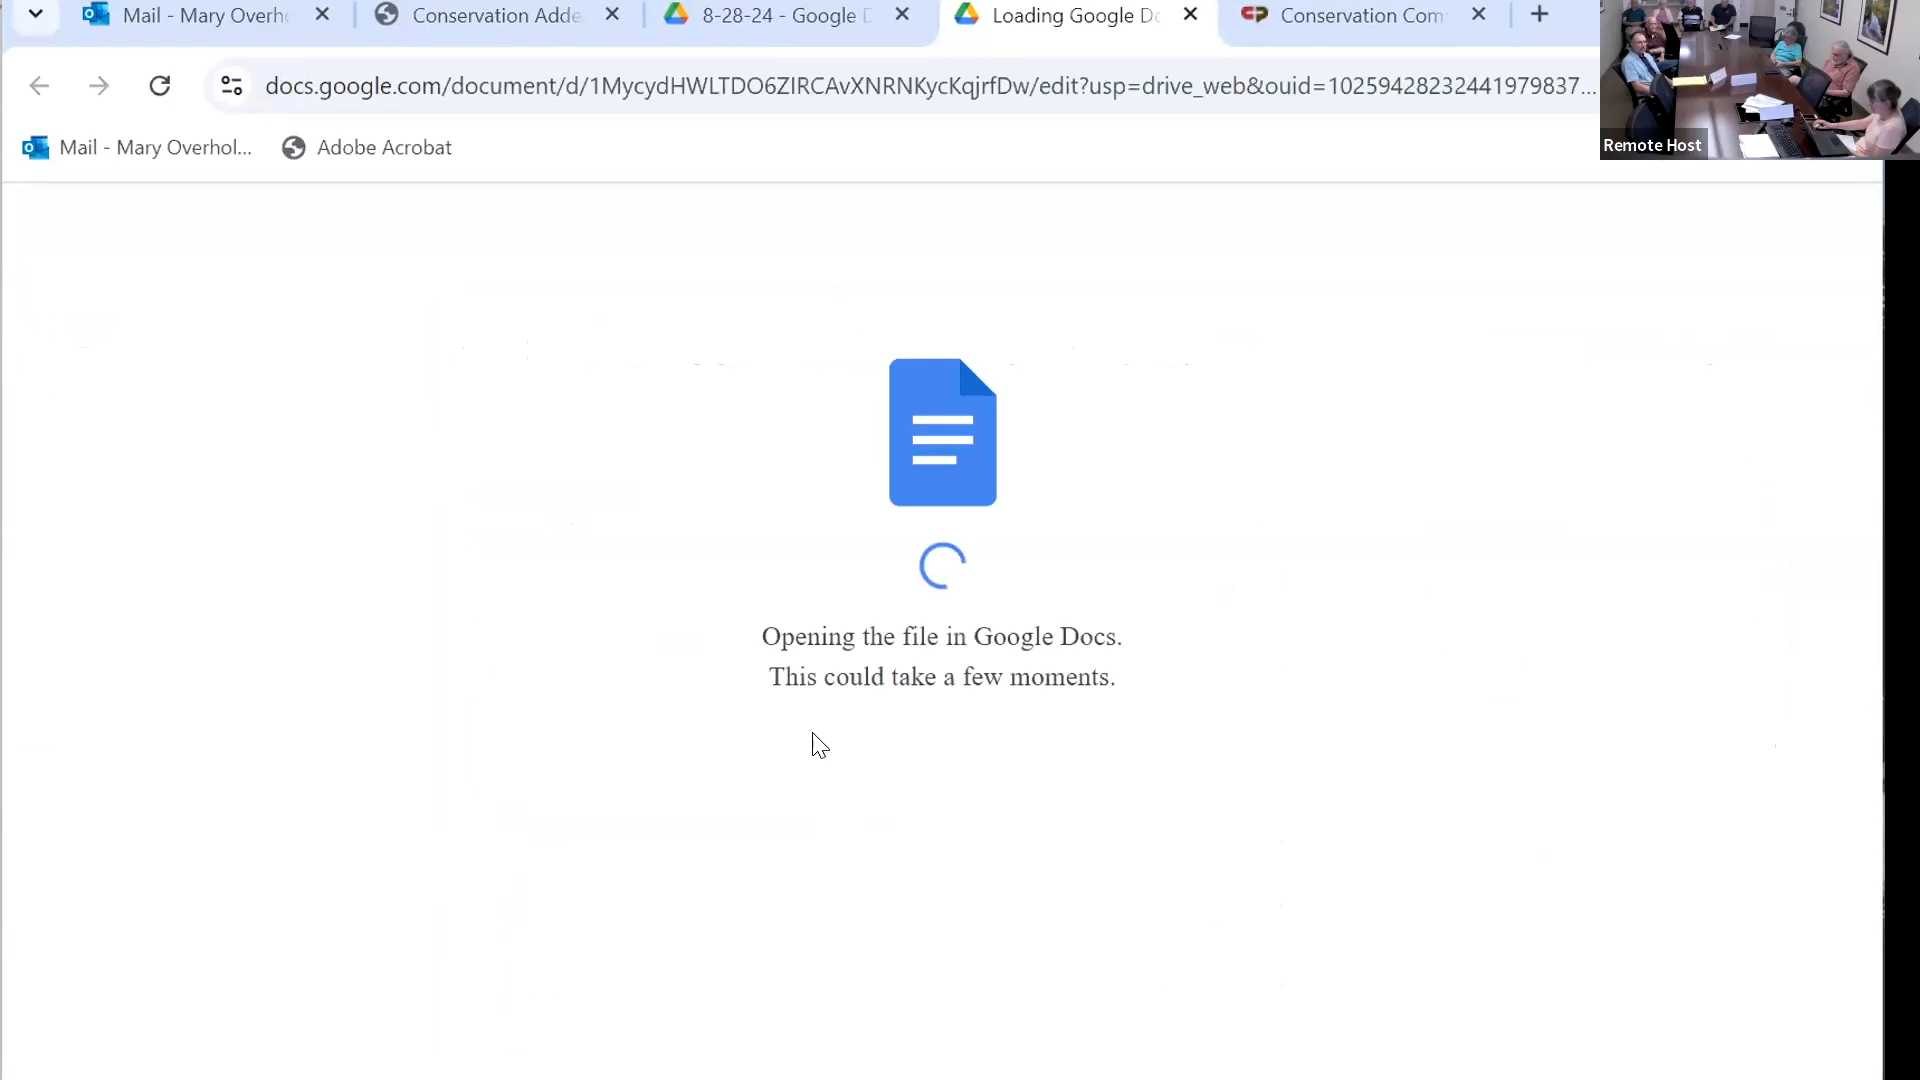 Mail - Mary Overho
Conservation Adde
8-28-24 - Google D
Loading Google Do
Conservation Com
docs.google.com/document/d/1MycydHWLTDO6ZIRCAvXNRNKycKqjrfDw/edit?usp=drive_web&ouid=10259428232441979837...
Mail - Mary Overhol...
Adobe Acrobat
Remote Host
Opening the file in Google Docs.
This could take a few moments.